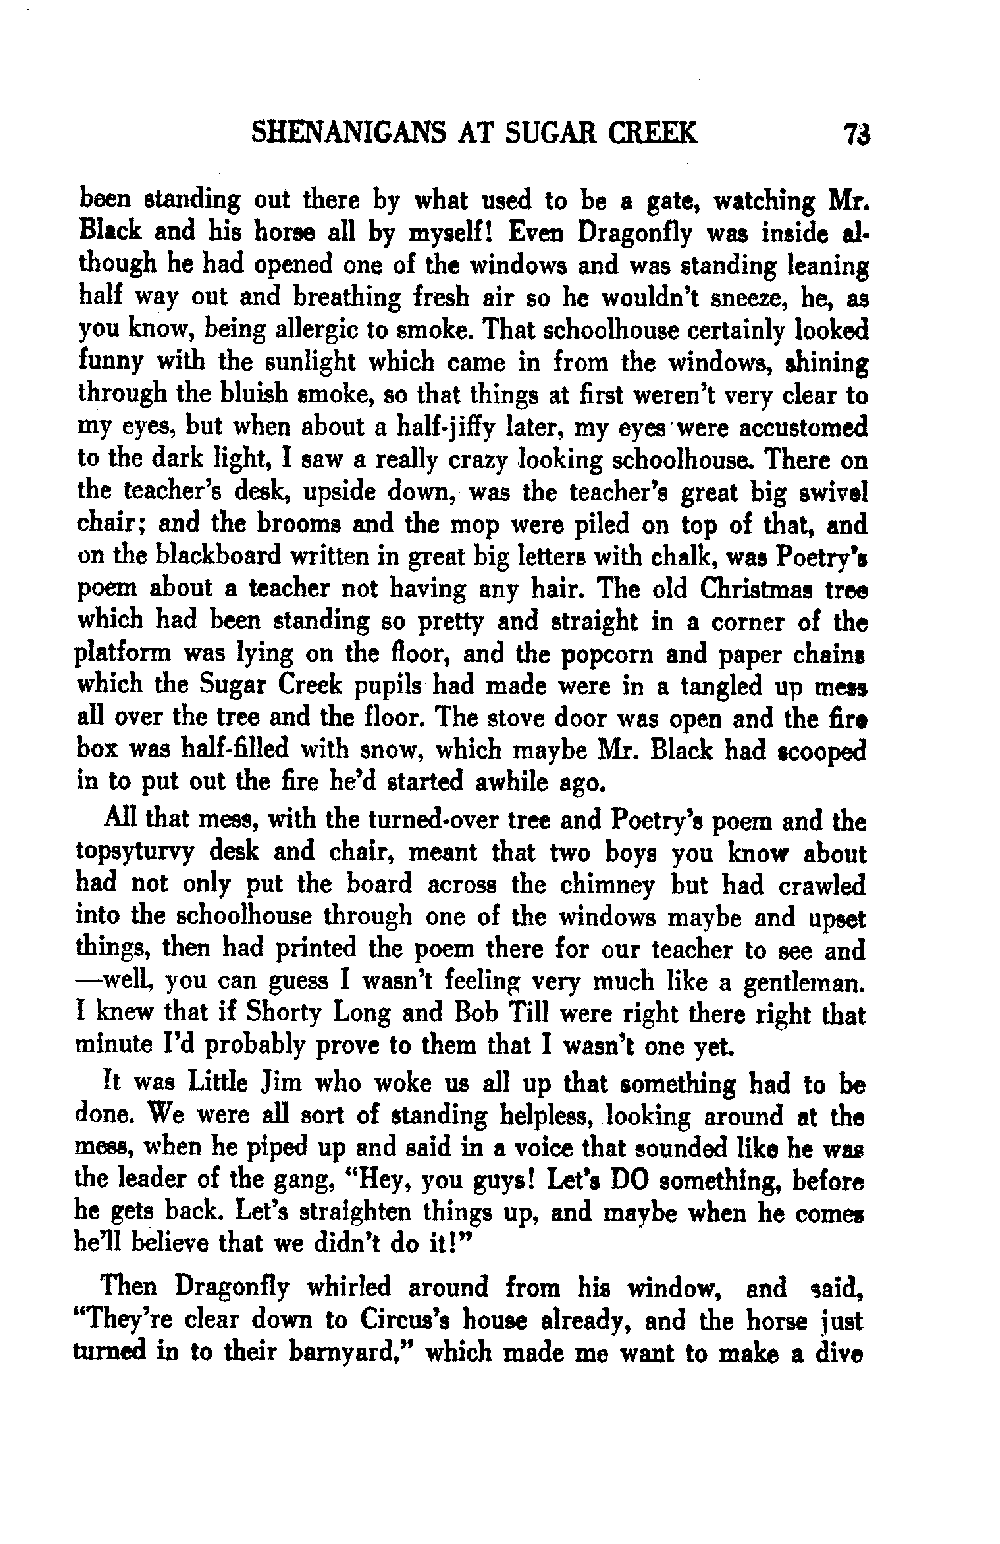 SHENANIGANS AT SUGAR CREEK 73
been standing out there by what used to be a gate, watching Mr.
Black and his horse all by myself! Even Dragonfly was inside al-
though he had opened one of the windows and was standing leaning
half way out and breathing fresh air so he wouldn't sneeze, he, as
you know, being allergic to smoke. That schoolhouse certainly looked
funny with the sunlight which came in from the windows, shining
through the bluish smoke, so that things at first weren't very clear to
my eyes, but when about a half-jiffy later, my eyes were accustomed
to the dark light, I saw a really crazy looking schoolhouse. There on
the teacher's desk, upside down, was the teacher's great big swivel
chair; and the brooms and the mop were piled on top of that, and
on the blackboard written in great big letters with chalk, was Poetry's
poem about a teacher not having any hair. The old Christmas tree
which had been standing so pretty and straight in a corner of the
platform was lying on the floor, and the popcorn and paper chains
which the Sugar Creek pupils had made were in a tangled up mess
all over the tree and the floor. The stove door was open and the fire
box was half-filled with snow, which maybe Mr. Black had scooped
in to put out the fire he'd started awhile ago.
All that mess, with the turned-over tree and Poetry's poem and the
topsyturvy desk and chair, meant that two boys you know about
had not only put the board across the chimney but had crawled
into the schoolhouse through one of the windows maybe and upset
things, then had printed the poem there for our teacher to see and
—well, you can guess I wasn't feeling very much like a gentleman.
I knew that if Shorty Long and Bob Till were right there right that
minute I'd probably prove to them that I wasn't one yet.
It was Little Jim who woke us all up that something had to be
done. We were all sort of standing helpless, looking around at the
mess, when he piped up and said in a voice that sounded like he was
the leader of the gang, "Hey, you guys! Let's DO something, before
he gets back. Let's straighten things up, and maybe when he comes
he'll believe that we didn't do it!"
Then Dragonfly whirled around from his window, and said,
"They're clear down to Circus's house already, and the horse just
turned in to their barnyard," which made me want to make a dive